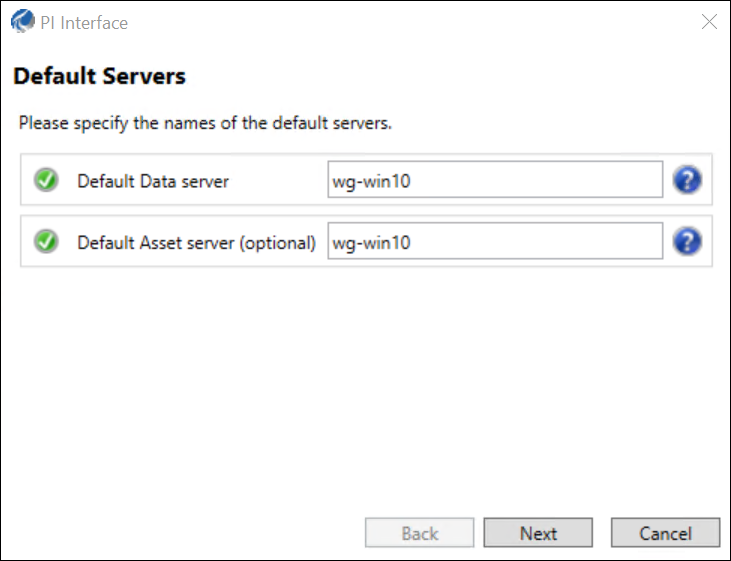 PI Interface
Default Servers
Please specify the names of the default servers.
Default Data server wg-win10 ?
Default Asset server (optional) wg-win10 ?
Back Next Cancel